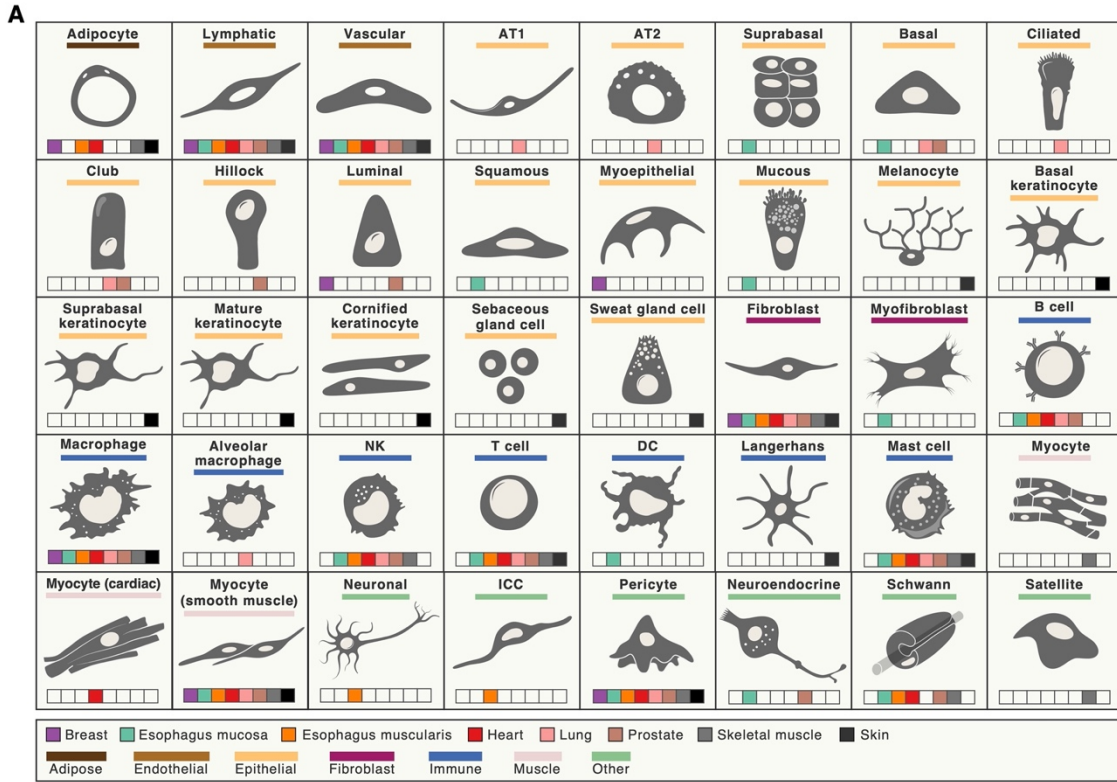 A
Adipocyte
Lymphatic
Vascular
AT1
AT2
Suprabasal
Basal
Ciliated
Club
Hillock
Luminal
Squamous
Myoepithelial
Mucous
Melanocyte
Basal
keratinocyte
Suprabasal
keratinocyte
Mature
keratinocyte
Cornified
keratinocyte
Sebaceous
gland cell
Sweat gland cell
Fibroblast
Myofibroblast
B cell
Macrophage
Alveolar
macrophage
NK
T cell
DC
Langerhans
Mast cell
Myocyte
Myocyte (cardiac)
Myocyte
(smooth muscle)
Neuronal
ICC
Pericyte
Neuroendocrine
Schwann
Satellite
Breast
Esophagus mucosa
Esophagus muscularis
Heart
Lung
Prostate
Skeletal muscle
Skin
Adipose
Endothelial
Epithelial
Fibroblast
Immune
Muscle
Other